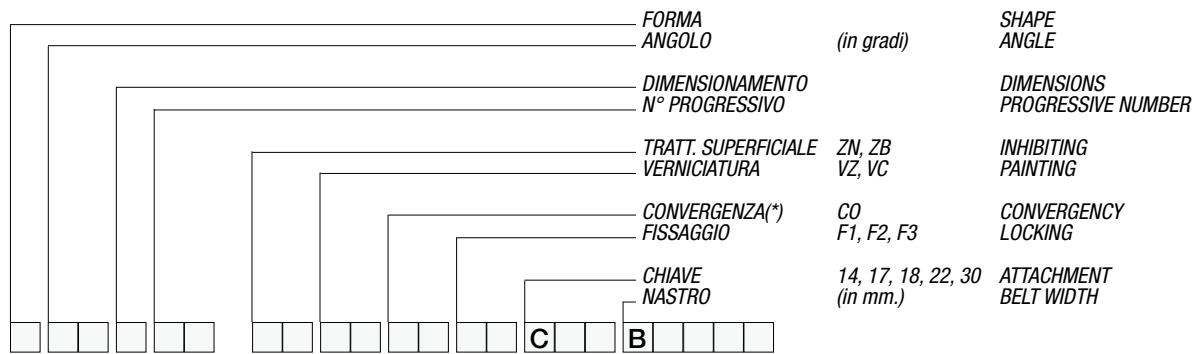 FORMA SHAPE
ANGOLO (in gradi) ANGLE
DIMENSIONAMENTO DIMENSIONS
N° PROGRESSIVO PROGRESSIVE NUMBER
TRATT. SUPERFICIALE ZN, ZB INHIBITING
VERNICIATURA VZ, VC PAINTING
CONVERGENZA(*) CO CONVERGENCY
FISSAGGIO F1, F2, F3 LOCKING
CHIAVE 14, 17, 18, 22, 30 ATTACHMENT
NASTRO (in mm.) BELT WIDTH
C B